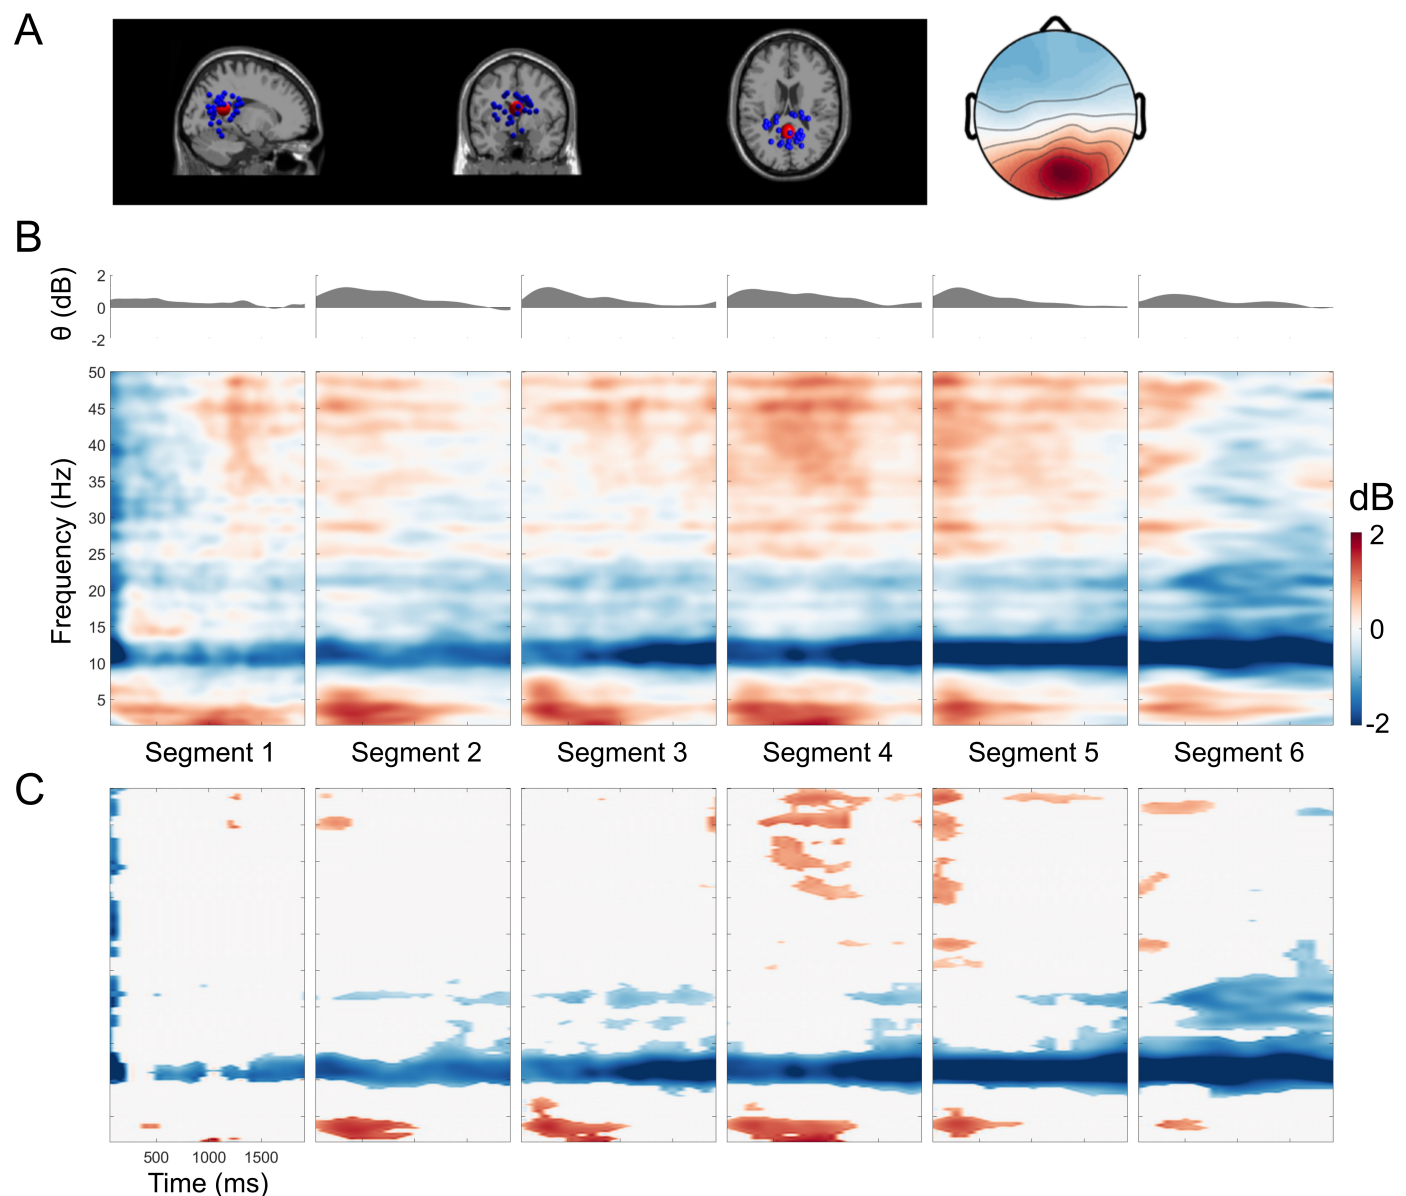 A
B
θ (dB)
2
0
-2
Frequency (Hz)
50
45
40
35
30
25
20
15
10
5
dB
2
0
-2
Segment 1 Segment 2 Segment 3 Segment 4 Segment 5 Segment 6
C
500 1000 1500
Time (ms)